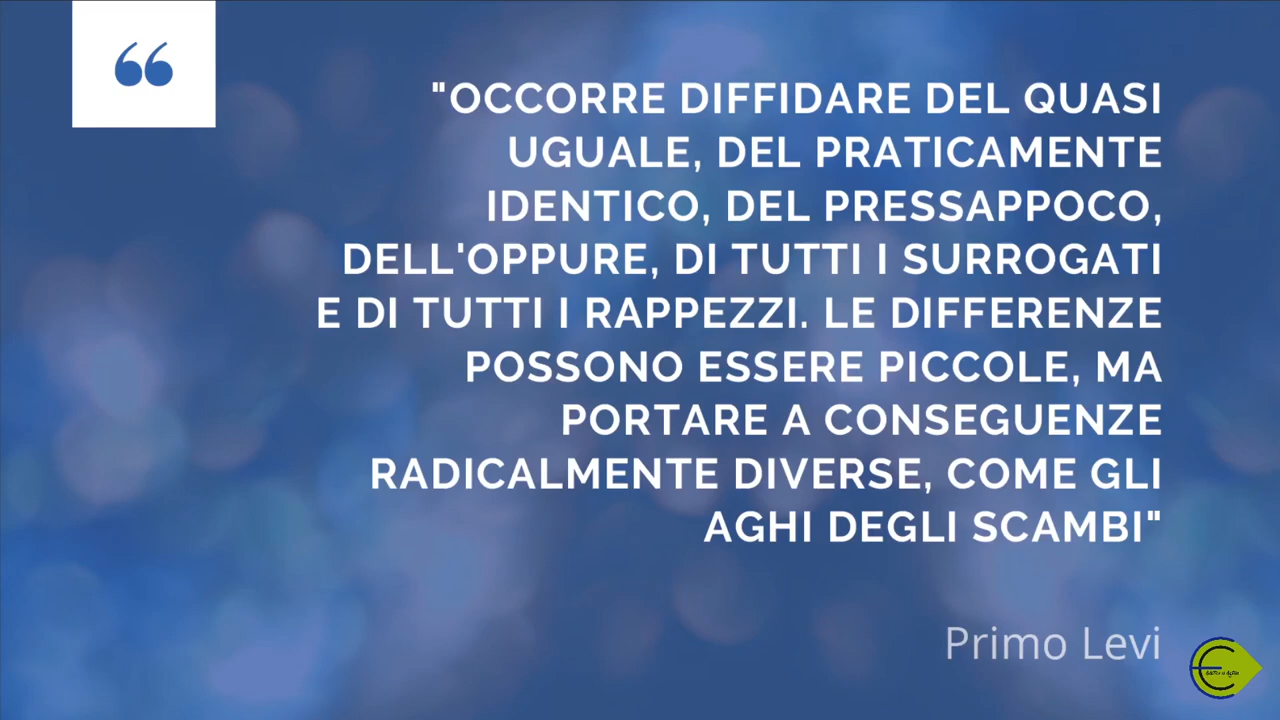 "OCCORRE DIFFIDARE DEL QUASI
UGUALE, DEL PRATICAMENTE
IDENTICO, DEL PRESSAPPOCO,
DELL'OPPURE, DI TUTTI I SURROGATI
E DI TUTTI I RAPPEZZI. LE DIFFERENZE
POSSONO ESSERE PICCOLE, MA
PORTARE A CONSEGUENZE
RADICALMENTE DIVERSE, COME GLI
AGHI DEGLI SCAMBI"
Primo Levi